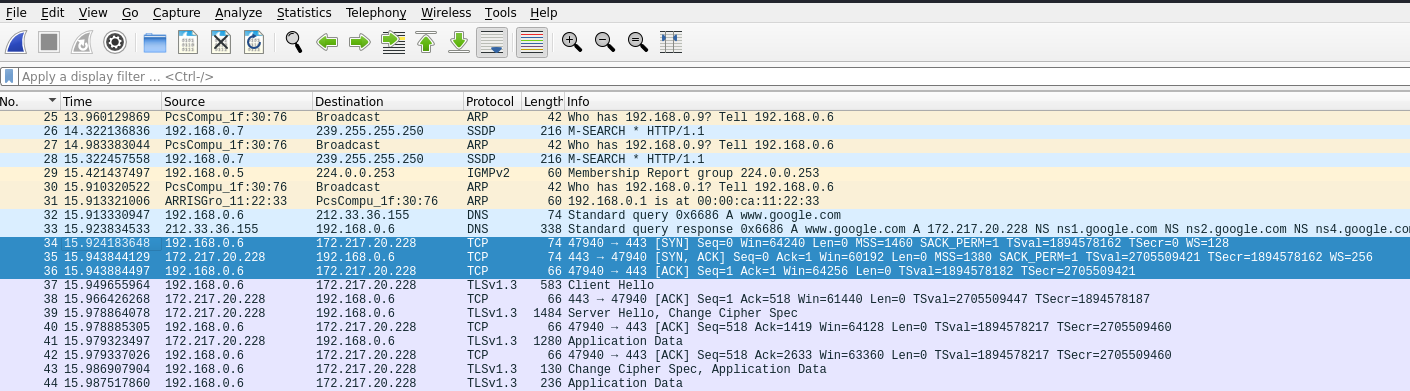 File Edit View Go Capture Analyze Statistics Telephony Wireless Tools Help
Apply a display filter ... <Ctrl-/>
No. Time Source Destination Protocol Length Info
25 13.960129869 PcsCompu_1f:30:76 Broadcast ARP 42 Who has 192.168.0.9? Tell 192.168.0.6
26 14.322136836 192.168.0.7 239.255.255.250 SSDP 216 M-SEARCH * HTTP/1.1
27 14.983383044 PcsCompu_1f:30:76 Broadcast ARP 42 Who has 192.168.0.9? Tell 192.168.0.6
28 15.322457558 192.168.0.7 239.255.255.250 SSDP 216 M-SEARCH * HTTP/1.1
29 15.421437497 192.168.0.5 224.0.0.253 IGMPv2 60 Membership Report group 224.0.0.253
30 15.910320522 PcsCompu_1f:30:76 Broadcast ARP 42 Who has 192.168.0.1? Tell 192.168.0.6
31 15.913321006 ARRISGro_11:22:33 PcsCompu_1f:30:76 ARP 60 192.168.0.1 is at 00:00:ca:11:22:33
32 15.913330947 192.168.0.6 212.33.36.155 DNS 74 Standard query 0x6686 A www.google.com
33 15.923834533 212.33.36.155 192.168.0.6 DNS 338 Standard query response 0x6686 A www.google.com A 172.217.20.228 NS ns1.google.com NS ns2.google.com NS ns4.google.co
34 15.924183648 192.168.0.6 172.217.20.228 TCP 74 47940 → 443 [SYN] Seq=0 Win=64240 Len=0 MSS=1460 SACK_PERM=1 TSval=1894578162 TSecr=0 WS=128
35 15.943844129 172.217.20.228 192.168.0.6 TCP 74 443 → 47940 [SYN, ACK] Seq=0 Ack=1 Win=60192 Len=0 MSS=1380 SACK_PERM=1 TSval=2705509421 TSecr=1894578162 WS=256
36 15.943884497 192.168.0.6 172.217.20.228 TCP 66 47940 → 443 [ACK] Seq=1 Ack=1 Win=64256 Len=0 TSval=1894578182 TSecr=2705509421
37 15.949655964 192.168.0.6 172.217.20.228 TLSv1.3 583 Client Hello
38 15.966426268 172.217.20.228 192.168.0.6 TCP 66 443 → 47940 [ACK] Seq=1 Ack=518 Win=61440 Len=0 TSval=2705509447 TSecr=1894578187
39 15.978864078 172.217.20.228 192.168.0.6 TLSv1.3 1484 Server Hello, Change Cipher Spec
40 15.978885305 192.168.0.6 172.217.20.228 TCP 66 47940 → 443 [ACK] Seq=518 Ack=1419 Win=64128 Len=0 TSval=1894578217 TSecr=2705509460
41 15.979323497 172.217.20.228 192.168.0.6 TLSv1.3 1280 Application Data
42 15.979337026 192.168.0.6 172.217.20.228 TCP 66 47940 → 443 [ACK] Seq=518 Ack=2633 Win=63360 Len=0 TSval=1894578217 TSecr=2705509460
43 15.986907904 192.168.0.6 172.217.20.228 TLSv1.3 130 Change Cipher Spec, Application Data
44 15.987517860 192.168.0.6 172.217.20.228 TLSv1.3 236 Application Data